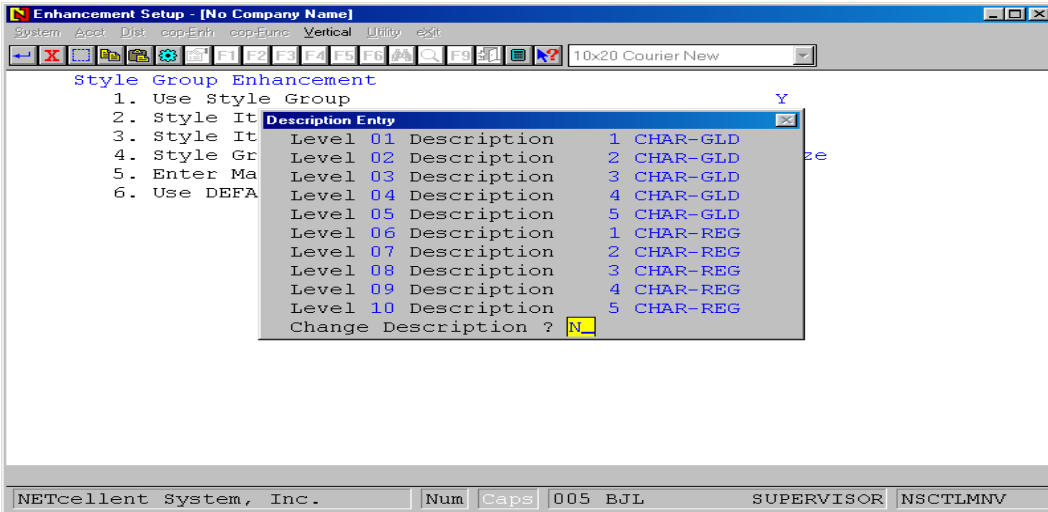 Enhancement Setup - [No Company Name]
System Acct Dist cop-Enh cop-Func Vertical Utility eXit
F1 F2 F3 F4 F5 F6 F9 10x20 Courier New
Style Group Enhancement
1. Use Style Group Y
2. Style It
3. Style It
4. Style Gr ze
5. Enter Ma
6. Use DEFA
Description Entry
Level 01 Description 1 CHAR-GLD
Level 02 Description 2 CHAR-GLD
Level 03 Description 3 CHAR-GLD
Level 04 Description 4 CHAR-GLD
Level 05 Description 5 CHAR-GLD
Level 06 Description 1 CHAR-REG
Level 07 Description 2 CHAR-REG
Level 08 Description 3 CHAR-REG
Level 09 Description 4 CHAR-REG
Level 10 Description 5 CHAR-REG
Change Description ? N_
NETcellent System, Inc. Num Caps 005 BJL SUPERVISOR NSCTLMNV